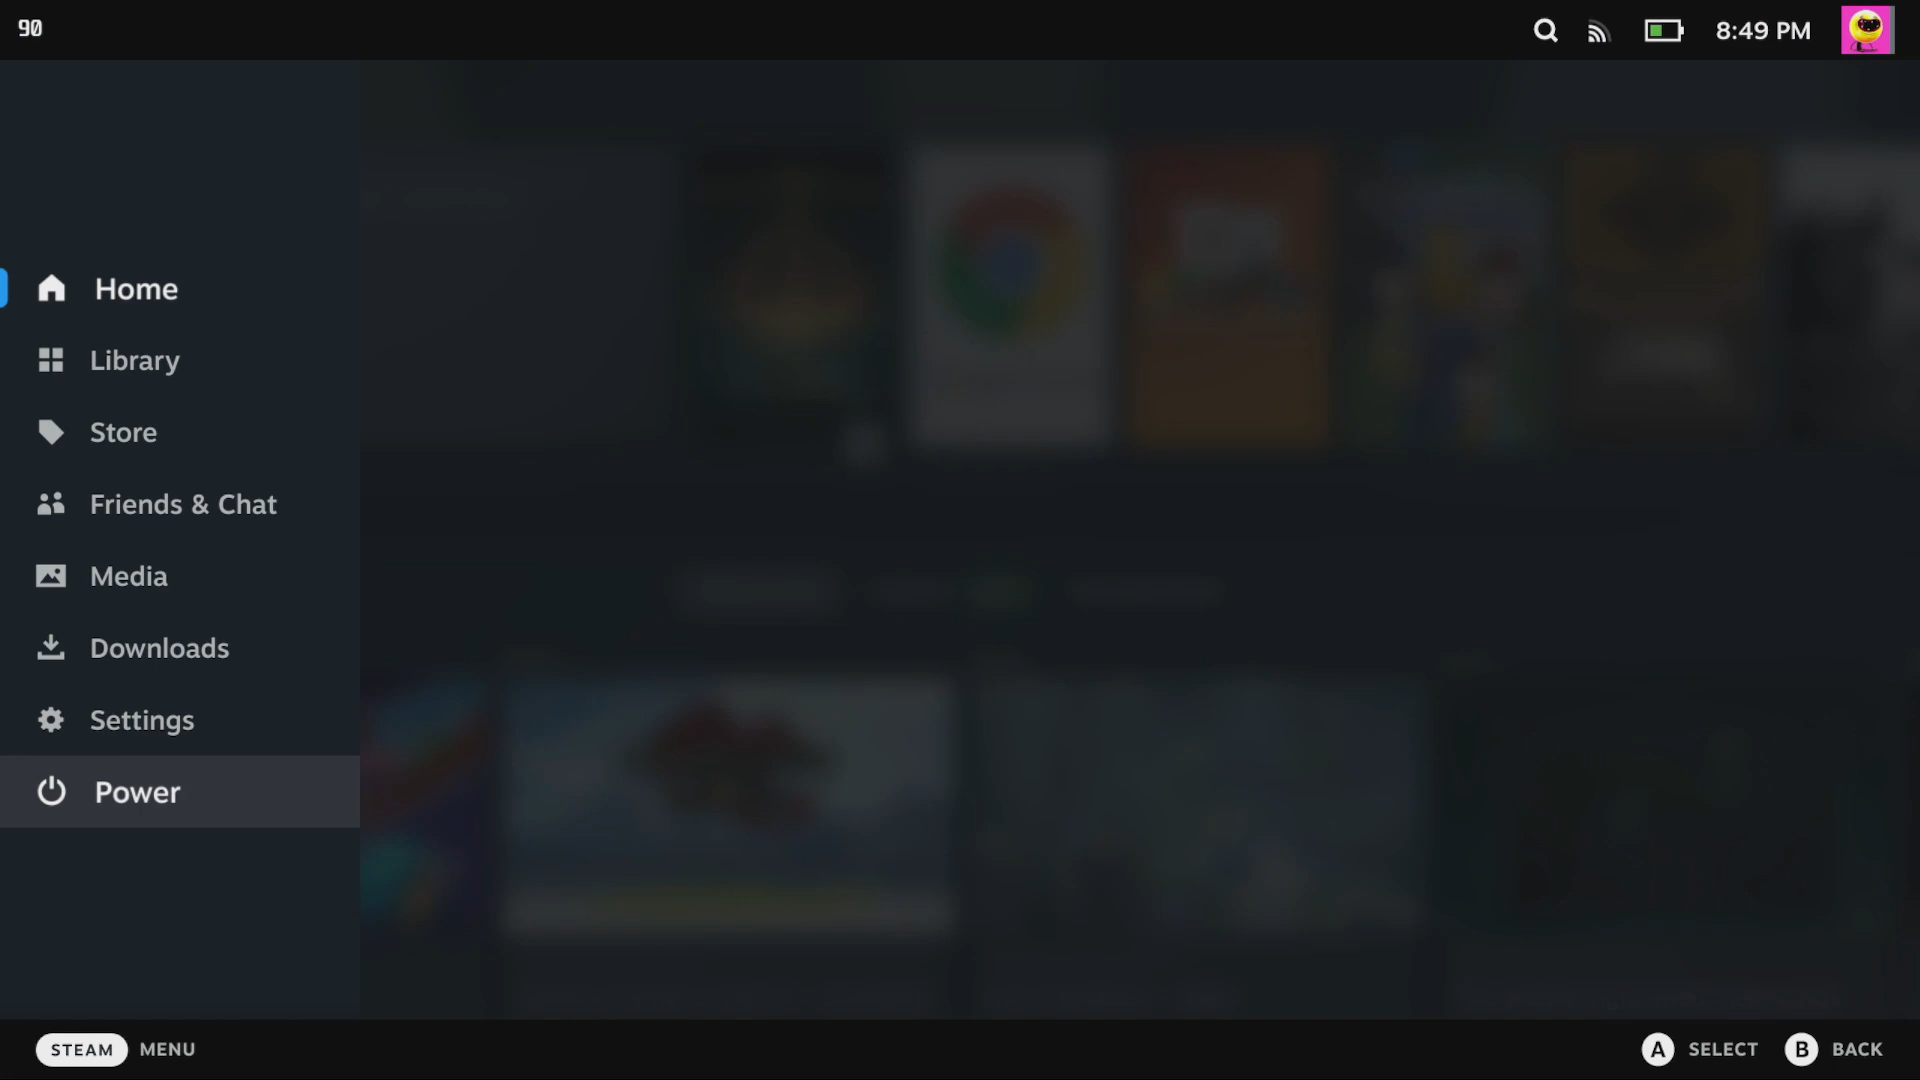 90
8:49 PM
Home
Library
Store
Friends & Chat
Media
Downloads
Settings
Power
STEAM MENU
A SELECT B BACK